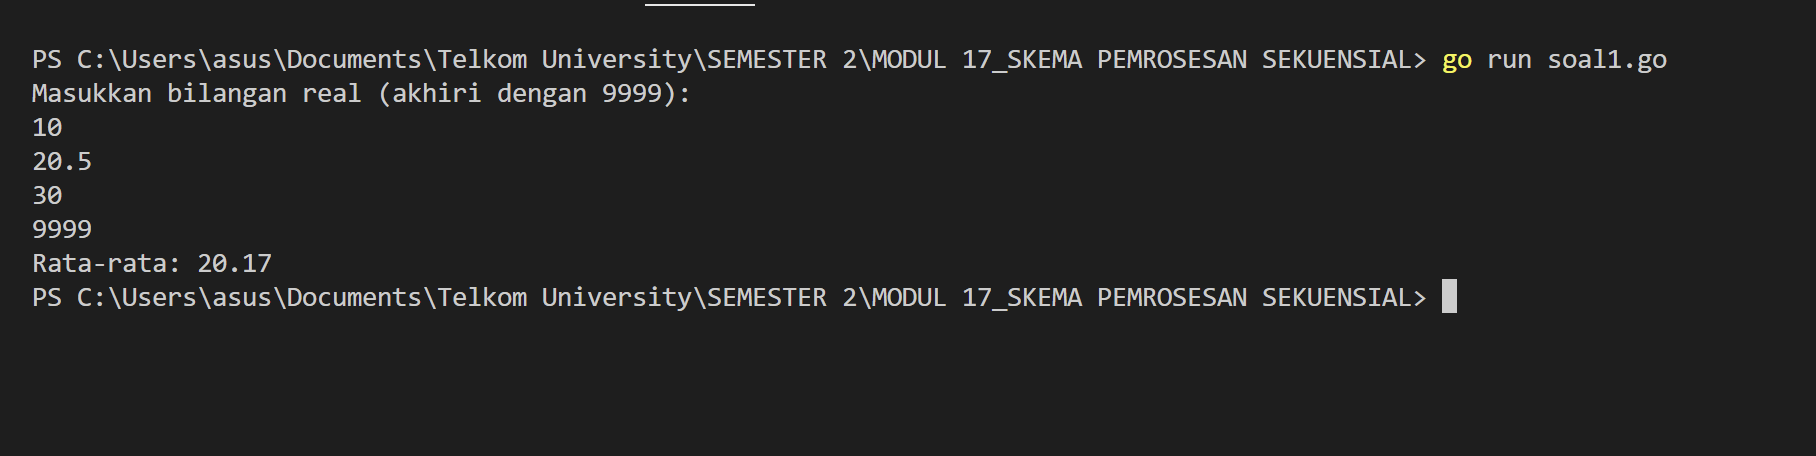 PS C:\Users\asus\Documents\Telkom University\SEMESTER 2\MODUL 17_SKEMA PEMROSESAN SEKUENSIAL> go run soal1.go
Masukkan bilangan real (akhiri dengan 9999):
10
20.5
30
9999
Rata-rata: 20.17
PS C:\Users\asus\Documents\Telkom University\SEMESTER 2\MODUL 17_SKEMA PEMROSESAN SEKUENSIAL>